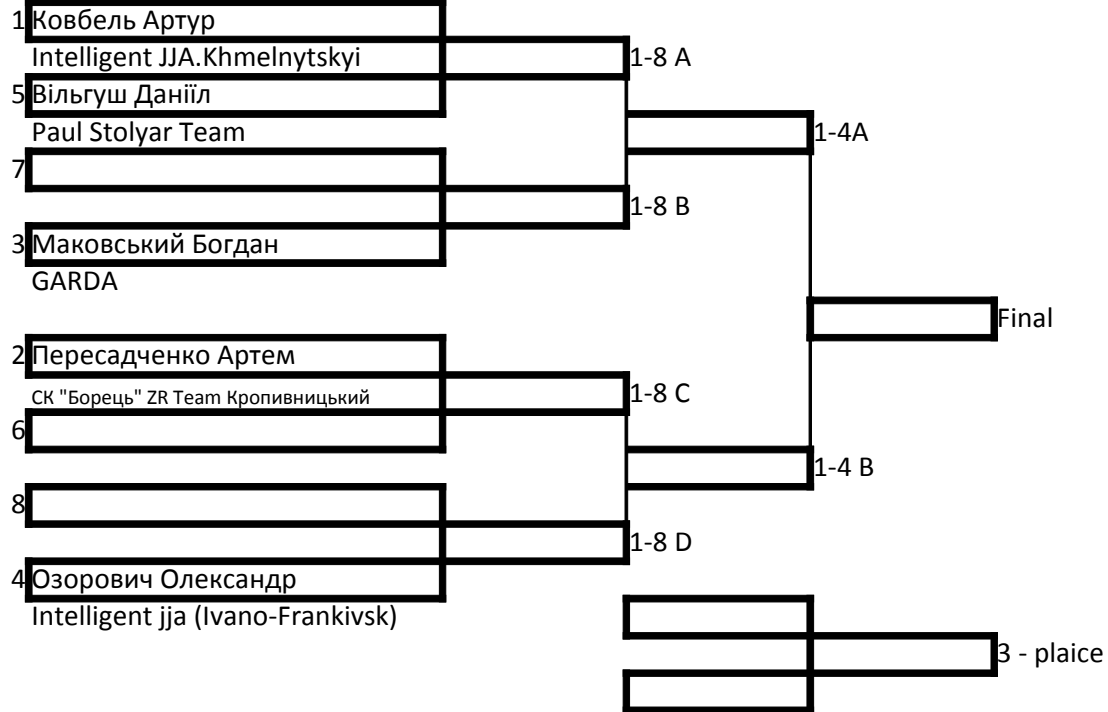 1 Ковбель Артур
Intelligent JJA.Khmelnytskyi
1-8 A
5 Вільгуш Даніїл
Paul Stolyar Team
1-4A
7
1-8 B
3 Маковський Богдан
GARDA
Final
2 Пересадченко Артем
СК "Борець" ZR Team Кропивницький
1-8 C
6
1-4 B
8
1-8 D
4 Озорович Олександр
Intelligent jja (Ivano-Frankivsk)
3 - plaice